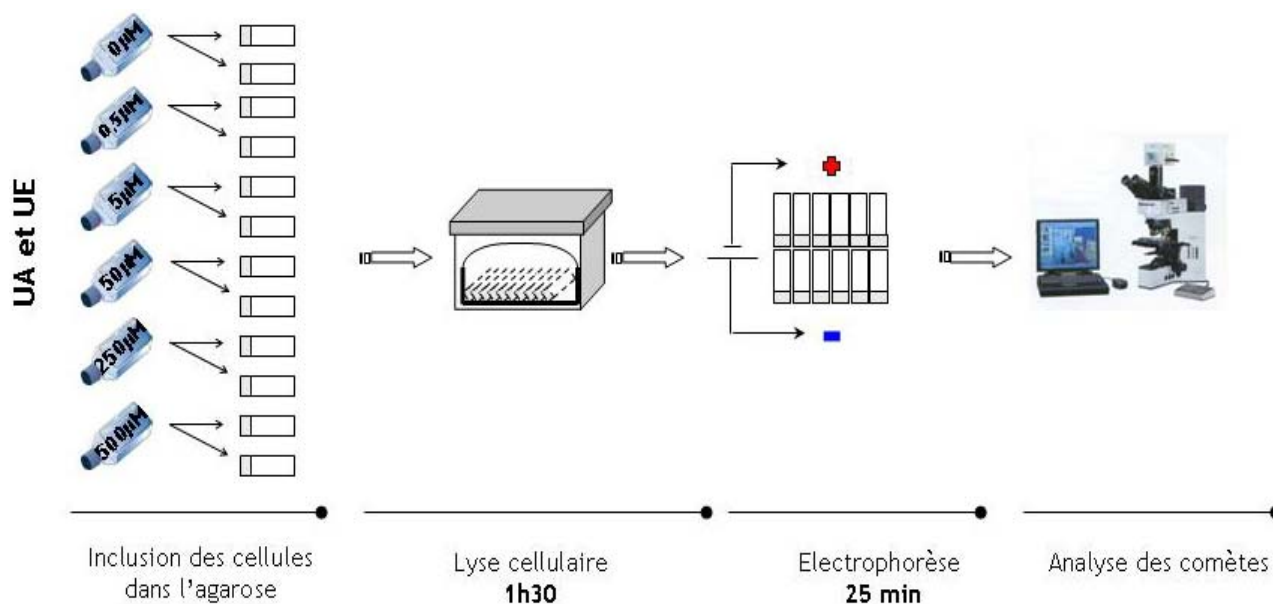 UA et UE
0µM
0,5µM
5µM
50µM
250µM
500µM
Inclusion des cellules
dans l'agarose
Lyse cellulaire
1h30
Electrophorèse
25 min
Analyse des comètes